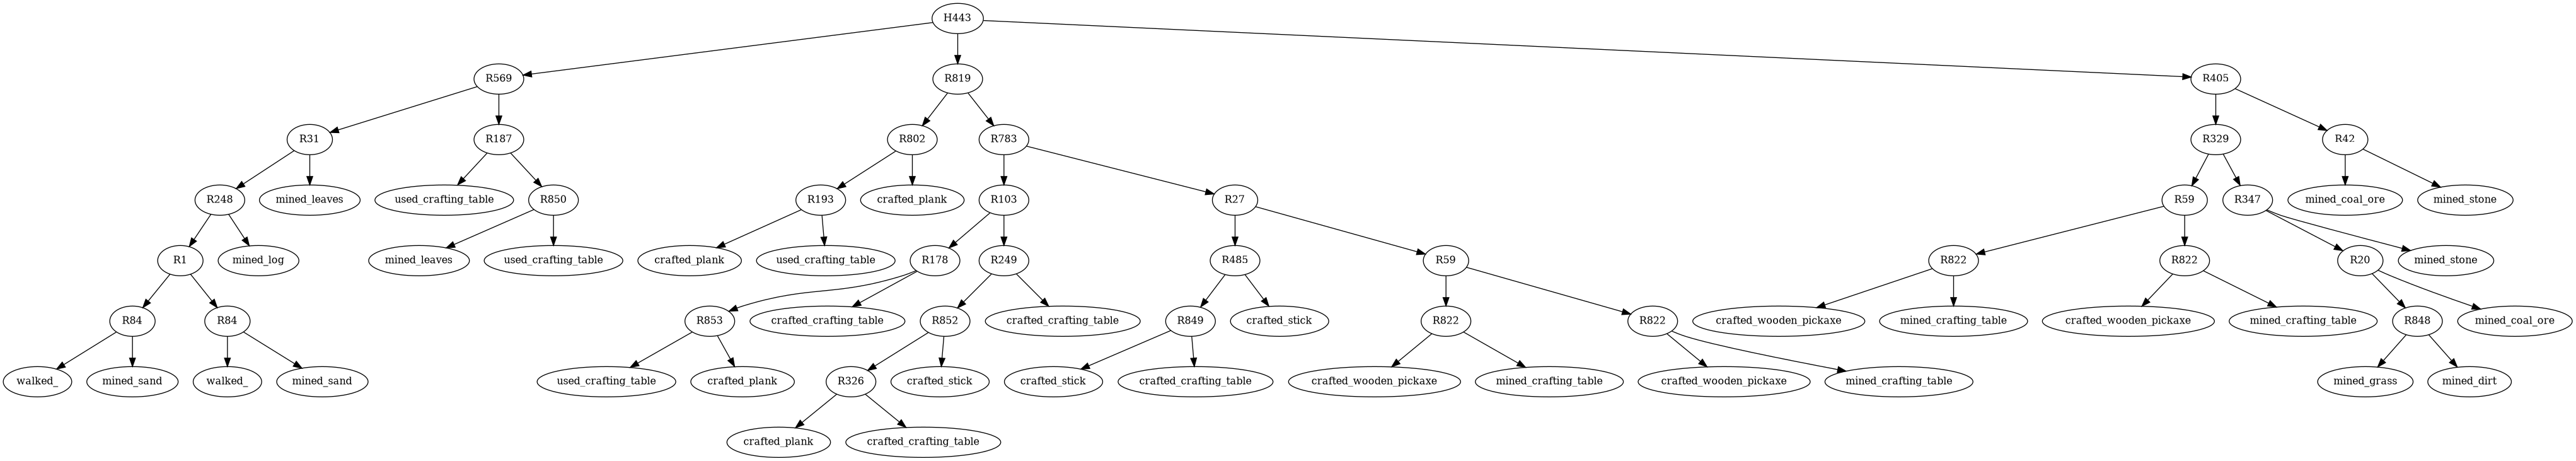 H443
R569
R819
R405
R31
R187
R802
R783
R329
R42
R248
mined_leaves
used_crafting_table
R850
R193
crafted_plank
R103
R27
R59
R347
mined_coal_ore
mined_stone
R1
mined_log
mined_leaves
used_crafting_table
crafted_plank
used_crafting_table
R178
R249
R485
R59
R822
R822
R20
mined_stone
R84
R84
R853
crafted_crafting_table
R852
crafted_crafting_table
R849
crafted_stick
R822
R822
crafted_wooden_pickaxe
mined_crafting_table
crafted_wooden_pickaxe
mined_crafting_table
R848
mined_coal_ore
walked_
mined_sand
walked_
mined_sand
used_crafting_table
crafted_plank
R326
crafted_stick
crafted_stick
crafted_crafting_table
crafted_wooden_pickaxe
mined_crafting_table
crafted_wooden_pickaxe
mined_crafting_table
mined_grass
mined_dirt
crafted_plank
crafted_crafting_table